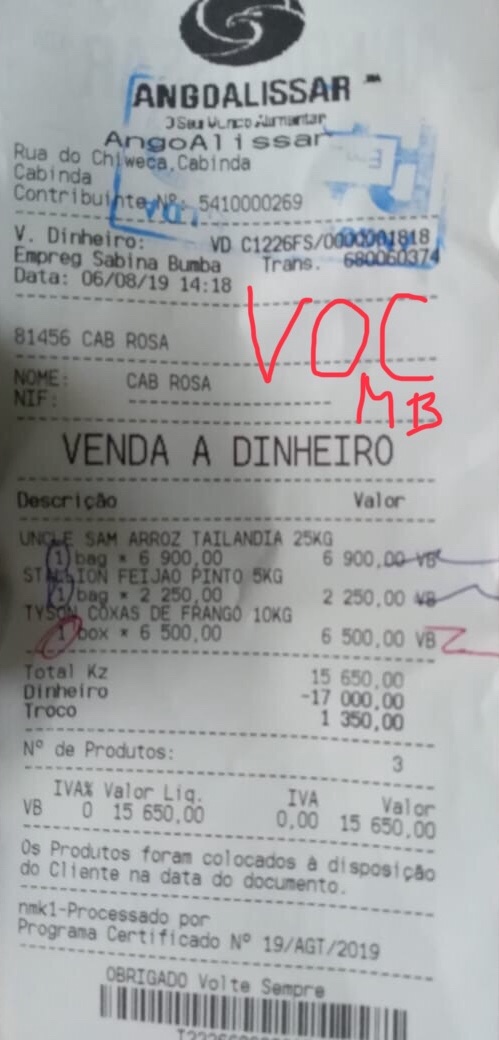 ANGOALISSAR
AngoAlissar
Rua do Chiweca,Cabinda
Cabinda
Contribuinte Nº: 5410000269
V. Dinheiro: VD C1226FS/0000001818
Empreg Sabina Bumba Trans. 680060374
Data: 06/08/19 14:18
VOC
MB
81456 CAB ROSA
NOME: CAB ROSA
NIF:
VENDA A DINHEIRO
Descrição Valor
UNCLE SAM ARROZ TAILANDIA 25KG
1 bag * 6 900,00 6 900,00 VB
STALLION FEIJAO PINTO 5KG
1 bag * 2 250,00 2 250,00 VB
TYSON COXAS DE FRANGO 10KG
1 box * 6 500,00 6 500,00 VB
Total Kz 15 650,00
Dinheiro -17 000,00
Troco 1 350,00
Nº de Produtos: 3
IVA% Valor Liq. IVA Valor
VB 0 15 650,00 0,00 15 650,00
Os Produtos foram colocados à disposição
do Cliente na data do documento.
nmk1-Processado por
Programa Certificado Nº 19/AGT/2019
OBRIGADO Volte Sempre